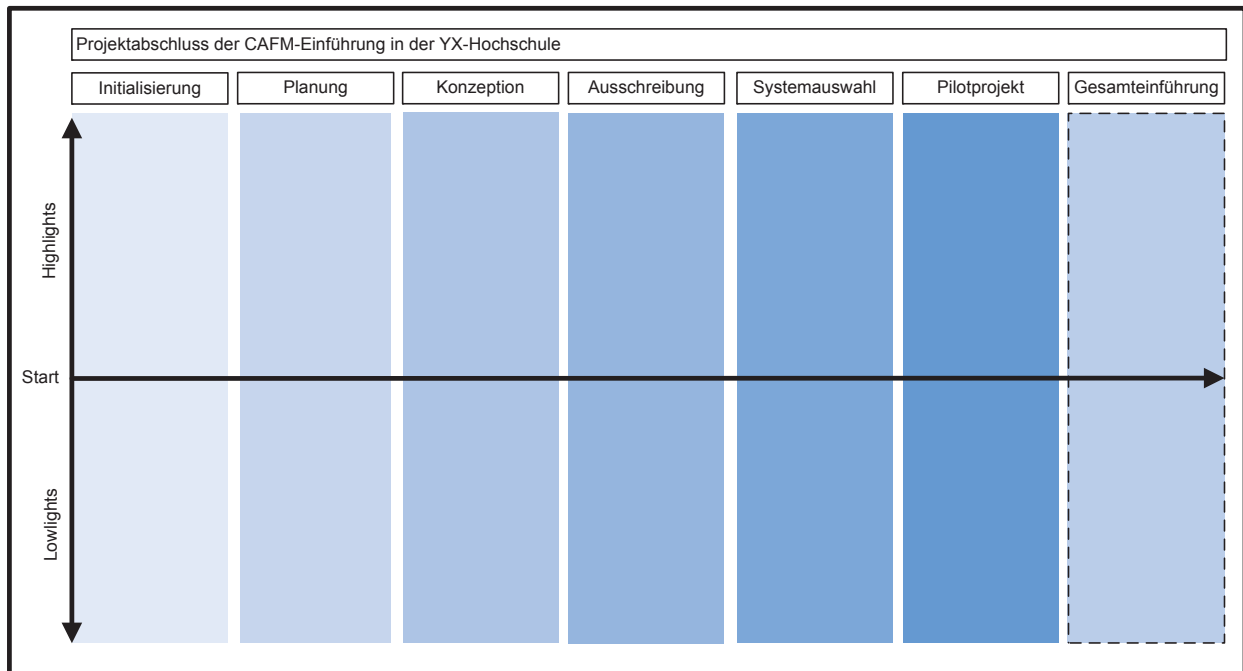 Projektabschluss der CAFM-Einführung in der YX-Hochschule
Initialisierung
Planung
Konzeption
Ausschreibung
Systemauswahl
Pilotprojekt
Gesamteinführung
Highlights
Start
Lowlights